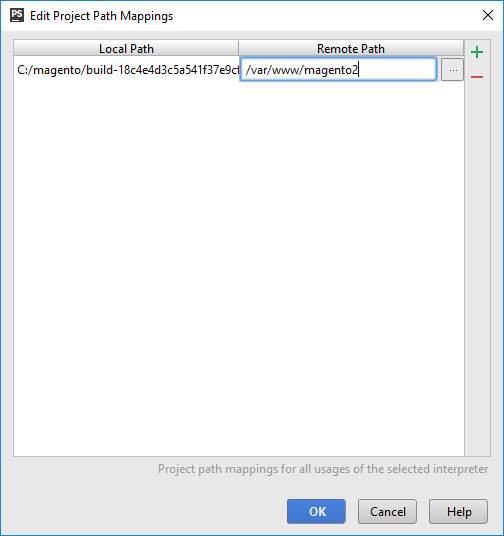 PS Edit Project Path Mappings
Local Path Remote Path
C:/magento/build-18c4e4d3c5a541f37e9cf /var/www/magento2 ...
Project path mappings for all usages of the selected interpreter
OK Cancel Help